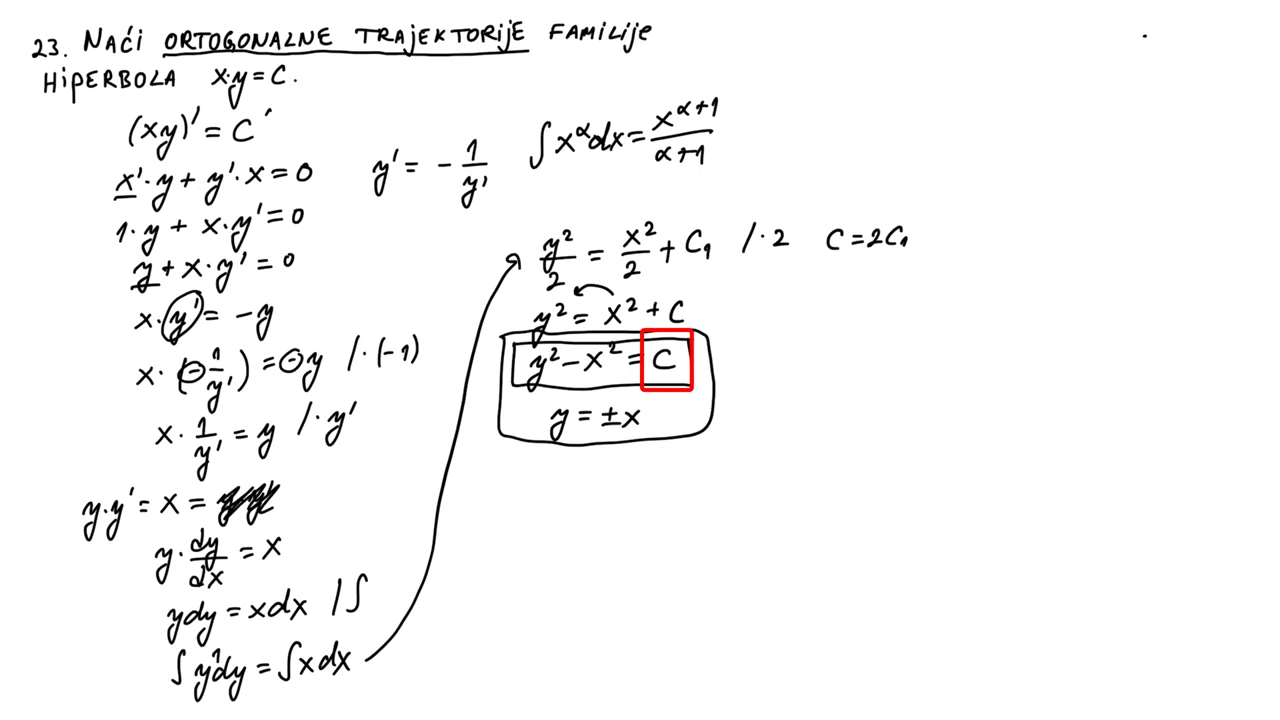 23. NAĆI ORTOGONALNE TRAJEKTORIJE FAMILIJE
HIPERBOLA x·y = C.
(xy)' = C'
x'·y + y'·x = 0
1·y + x·y' = 0
y + x·y' = 0
x·y' = -y
x·(-1/y') = -y /·(-1)
x·1/y' = y /·y'
y·y' = x =
y·dy/dx = x
ydy = xdx /∫
∫y¹dy = ∫xdx
y' = -1/y'
∫x^α dx = x^(α+1)/(α+1)
y²/2 = x²/2 + C₁ /·2 C = 2C₁
y² = x² + C
y² - x² = C
y = ±x